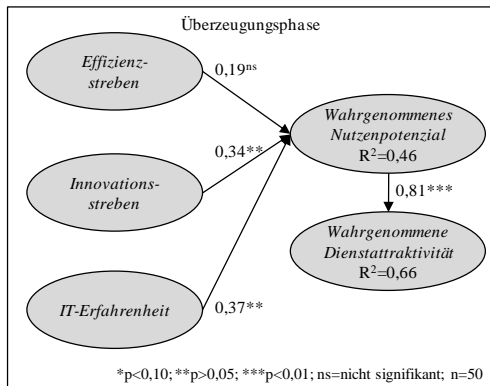 Überzeugungsphase
Effizienz-
streben
0,19ns
Wahrgenommenes
Nutzenpotenzial
R2=0,46
0,34**
Innovations-
streben
0,81***
Wahrgenommene
Dienstattraktivität
R2=0,66
IT-Erfahrenheit
0,37**
*p<0,10; **p>0,05; ***p<0,01; ns=nicht signifikant; n=50